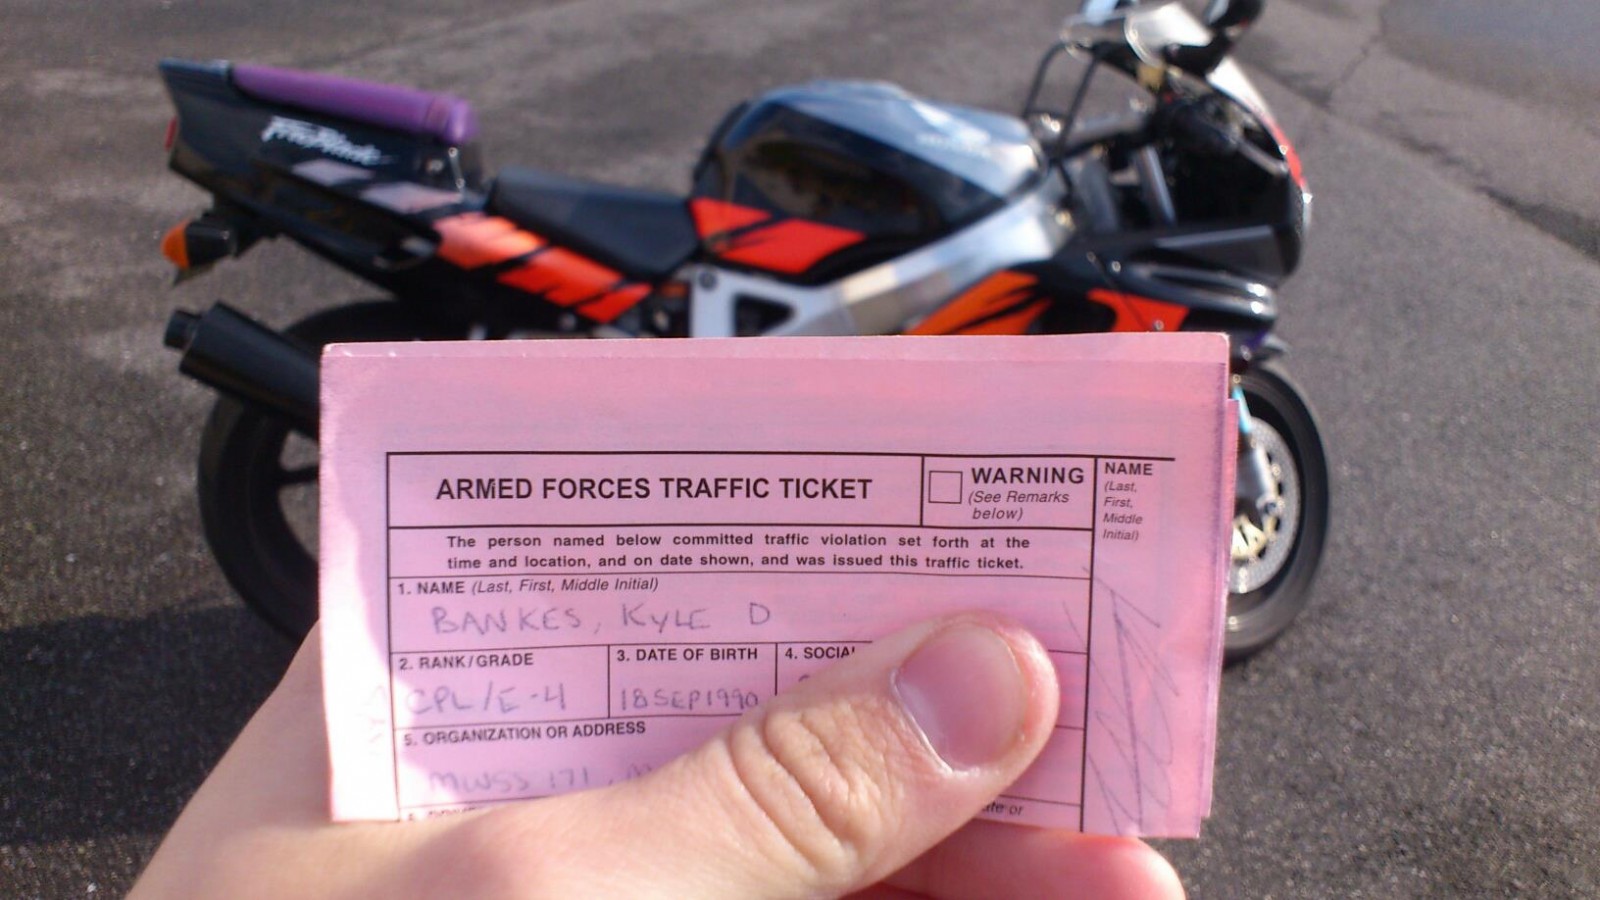 FireBlade
ARMED FORCES TRAFFIC TICKET
WARNING
(See Remarks
below)
NAME
(Last,
First,
Middle
Initial)
The person named below committed traffic violation set forth at the
time and location, and on date shown, and was issued this traffic ticket.
1. NAME (Last, First, Middle Initial)
BANKES, KYLE D
2. RANK/GRADE
CPL/E-4
3. DATE OF BIRTH
18SEP1990
4. SOCIAL
5. ORGANIZATION OR ADDRESS
MWSS 171,